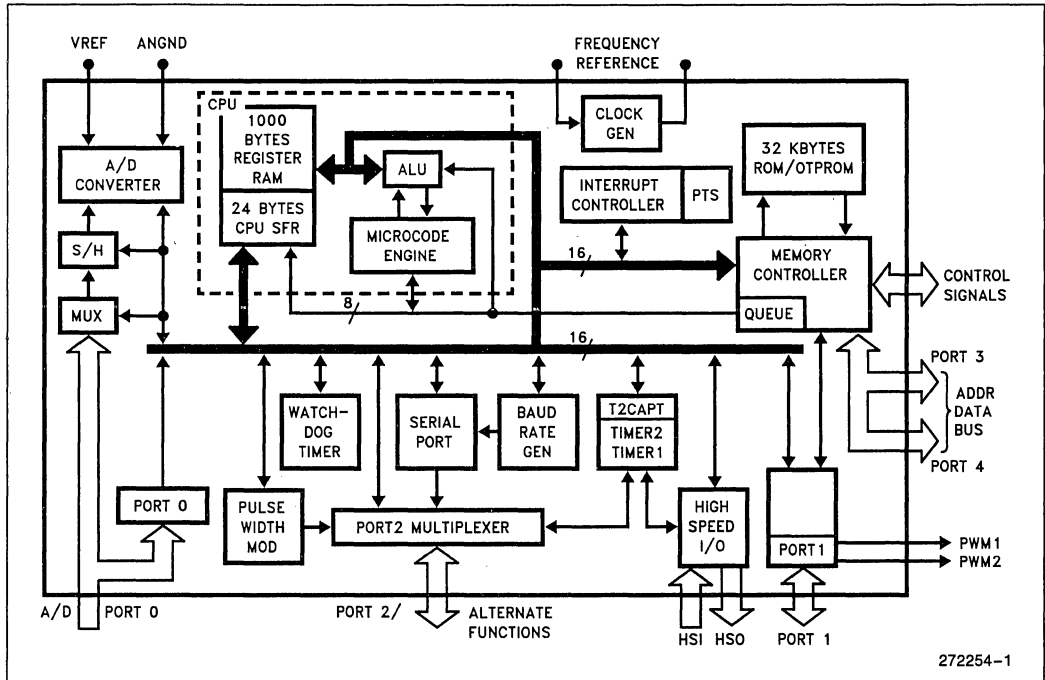 VREF ANGND
FREQUENCY
REFERENCE
CPU
1000
BYTES
REGISTER
RAM
24 BYTES
CPU SFR
ALU
MICROCODE
ENGINE
A/D
CONVERTER
S/H
MUX
CLOCK
GEN
INTERRUPT
CONTROLLER
PTS
32 KBYTES
ROM/OTPROM
MEMORY
CONTROLLER
QUEUE
CONTROL
SIGNALS
16
8
16
PORT 3
ADDR
DATA
BUS
PORT 4
WATCH-
DOG
TIMER
SERIAL
PORT
BAUD
RATE
GEN
T2CAPT
TIMER2
TIMER1
PORT 0
PULSE
WIDTH
MOD
PORT2 MULTIPLEXER
HIGH
SPEED
I/O
PORT1
PWM1
PWM2
A/D PORT 0
PORT 2/ ALTERNATE
FUNCTIONS
HSI HSO
PORT 1
272254-1